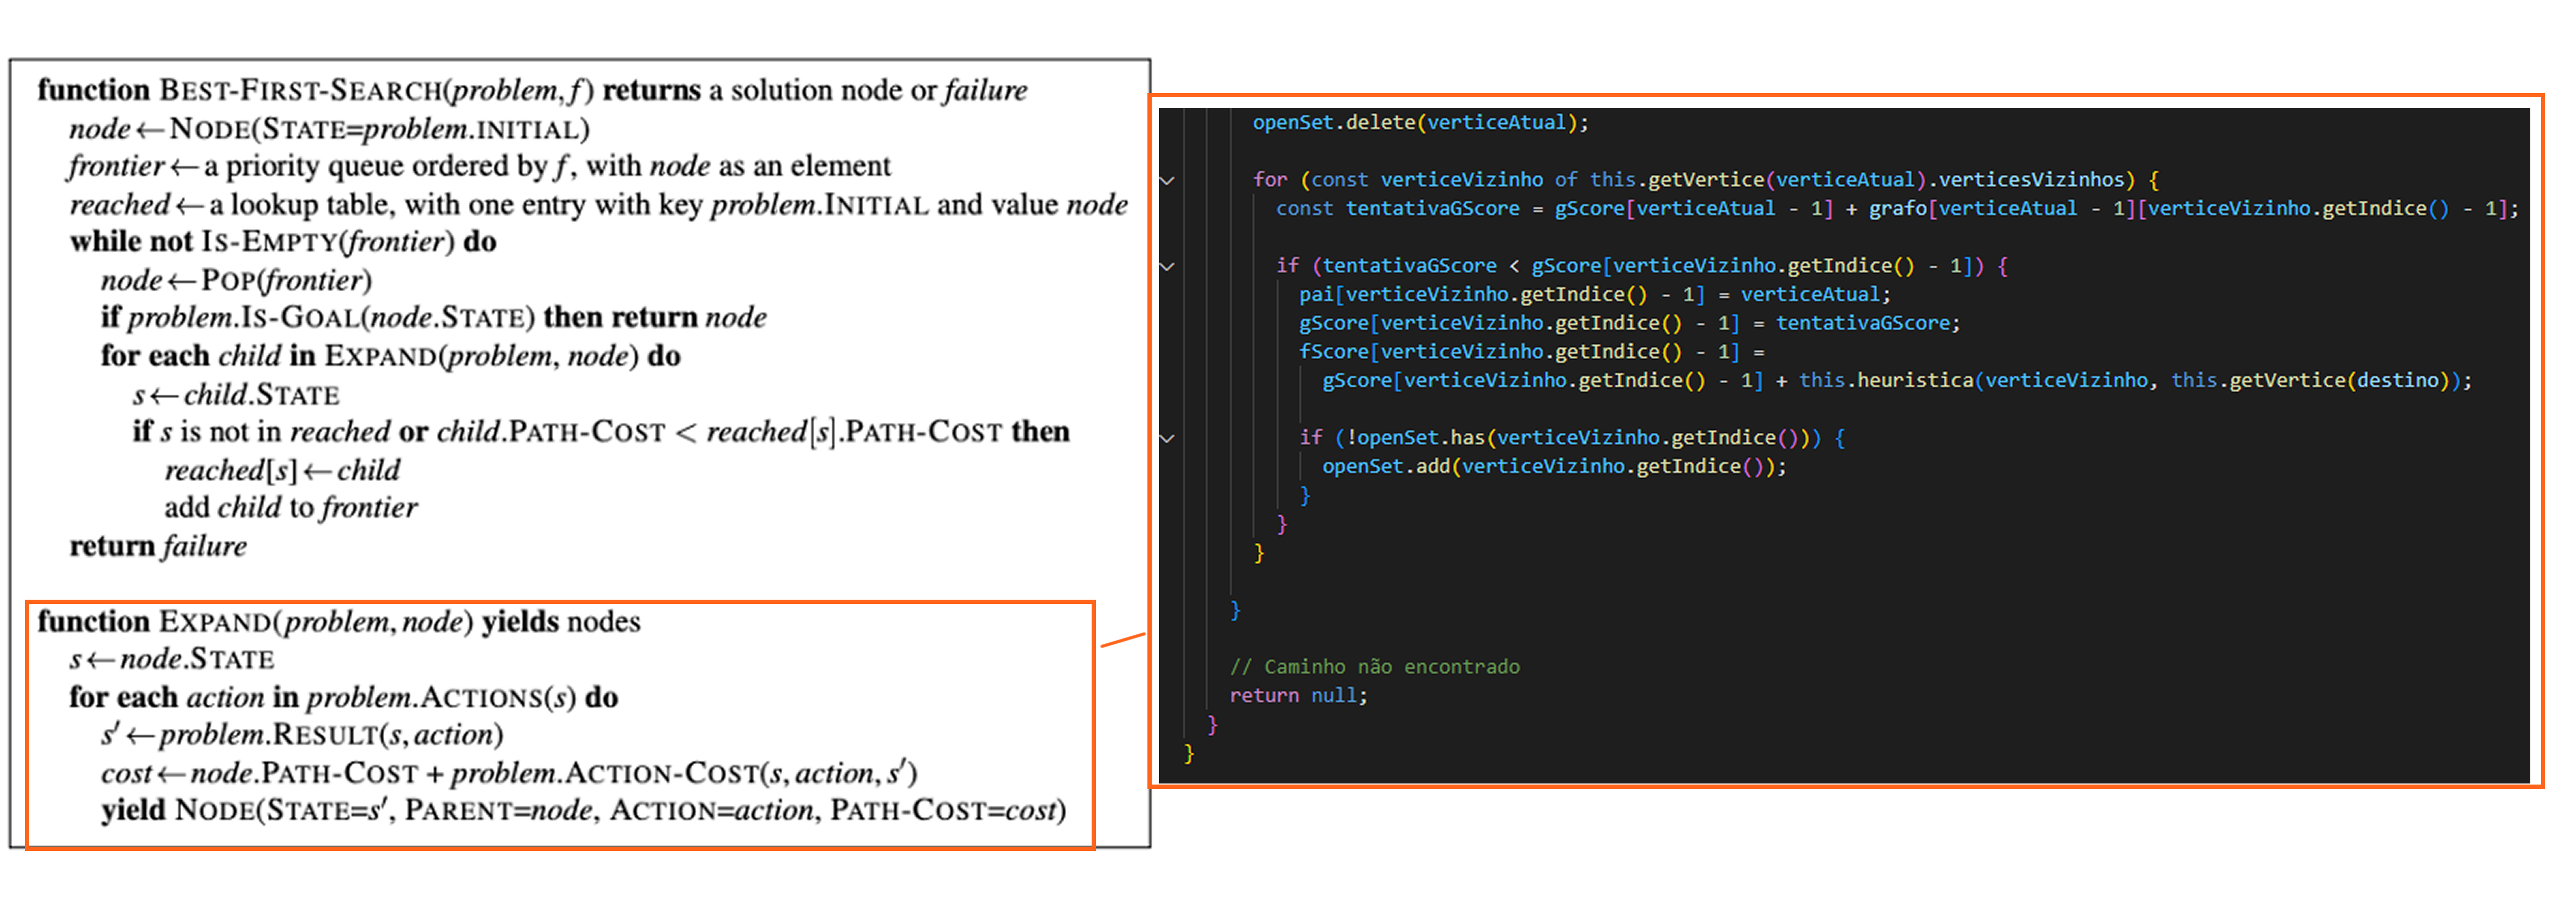 function BEST-FIRST-SEARCH(problem, f) returns a solution node or failure
node ← NODE(STATE=problem.INITIAL)
frontier ← a priority queue ordered by f, with node as an element
reached ← a lookup table, with one entry with key problem.INITIAL and value node
while not IS-EMPTY(frontier) do
node ← POP(frontier)
if problem.IS-GOAL(node.STATE) then return node
for each child in EXPAND(problem, node) do
s ← child.STATE
if s is not in reached or child.PATH-COST < reached[s].PATH-COST then
reached[s] ← child
add child to frontier
return failure
function EXPAND(problem, node) yields nodes
s ← node.STATE
for each action in problem.ACTIONS(s) do
s′ ← problem.RESULT(s, action)
cost ← node.PATH-COST + problem.ACTION-COST(s, action, s′)
yield NODE(STATE=s′, PARENT=node, ACTION=action, PATH-COST=cost)
openSet.delete(verticeAtual);
for (const verticeVizinho of this.getVertice(verticeAtual).verticesVizinhos) {
const tentativaGScore = gScore[verticeAtual - 1] + grafo[verticeAtual - 1][verticeVizinho.getIndice() - 1];
if (tentativaGScore < gScore[verticeVizinho.getIndice() - 1]) {
pai[verticeVizinho.getIndice() - 1] = verticeAtual;
gScore[verticeVizinho.getIndice() - 1] = tentativaGScore;
fScore[verticeVizinho.getIndice() - 1] =
gScore[verticeVizinho.getIndice() - 1] + this.heuristica(verticeVizinho, this.getVertice(destino));
if (!openSet.has(verticeVizinho.getIndice())) {
openSet.add(verticeVizinho.getIndice());
}
}
}
}
// Caminho não encontrado
return null;
}
}